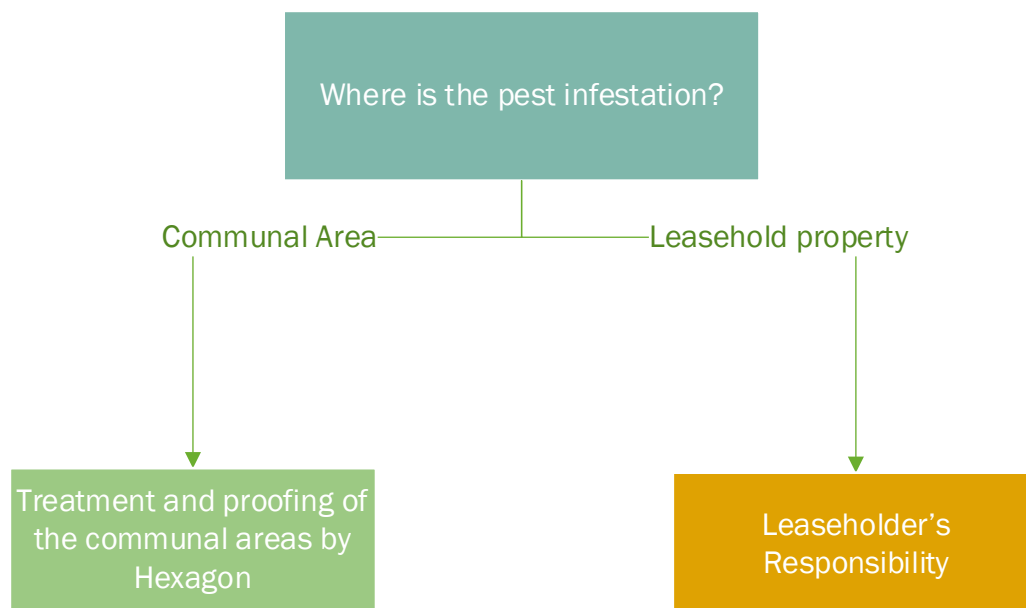 Where is the pest infestation?
Communal Area
Leasehold property
Treatment and proofing of
the communal areas by
Hexagon
Leaseholder’s
Responsibility